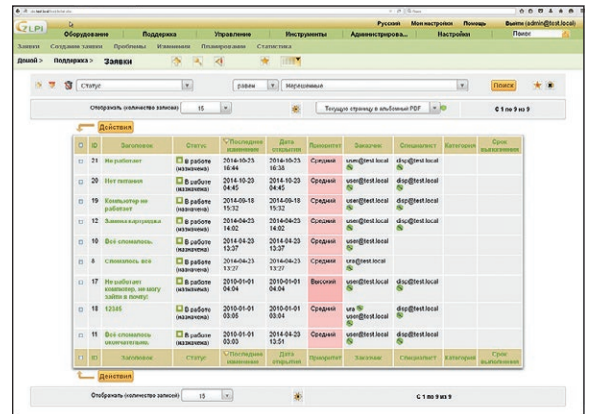 GLPI
Русский Мои настройки Помощь Выйти (admin@test.local)
Оборудование Поддержка Управление Инструменты Администрирова... Настройки Поиск
Заявки Создание заявки Проблемы Изменения Планирование Статистика
Домой > Поддержка > Заявки
Статус равен Нерешенные Поиск
Отображать (количество записей) 15 Текущую страницу в альбомный PDF С 1 по 9 из 9
Действия
ID Заголовок Статус Последнее изменение Дата открытия Приоритет Заказчик Специалист Категория Срок выполнения
21 Не работает В работе (назначена) 2014-10-23 16:44 2014-10-23 16:38 Средний user@test.local disp@test.local
20 Нет питания В работе (назначена) 2014-10-23 04:45 2014-10-23 04:45 Средний user@test.local disp@test.local
19 Компьютер не работает В работе (назначена) 2014-09-18 15:32 2014-09-18 15:32 Средний user@test.local disp@test.local
12 Замена картриджа В работе (назначена) 2014-04-23 14:02 2014-04-23 14:02 Средний user@test.local disp@test.local
10 Всё сломалось. В работе (назначена) 2014-04-23 13:37 2014-04-23 13:37 Средний user@test.local disp@test.local
8 Сломалось всё В работе (назначена) 2014-04-23 13:27 2014-04-23 13:27 Средний ura@test.local
17 Не работает компьютер, не могу зайти в почту: В работе (назначена) 2010-01-01 04:04 2010-01-01 04:04 Высокий user@test.local disp@test.local
18 12345 В работе (назначена) 2010-01-01 03:05 2010-01-01 03:04 Средний ura user@test.local disp@test.local
11 Всё сломалось окончательно. В работе (назначена) 2010-01-01 03:03 2014-04-23 13:51 Средний user@test.local disp@test.local
ID Заголовок Статус Последнее изменение Дата открытия Приоритет Заказчик Специалист Категория Срок выполнения
Действия
Отображать (количество записей) 15 С 1 по 9 из 9